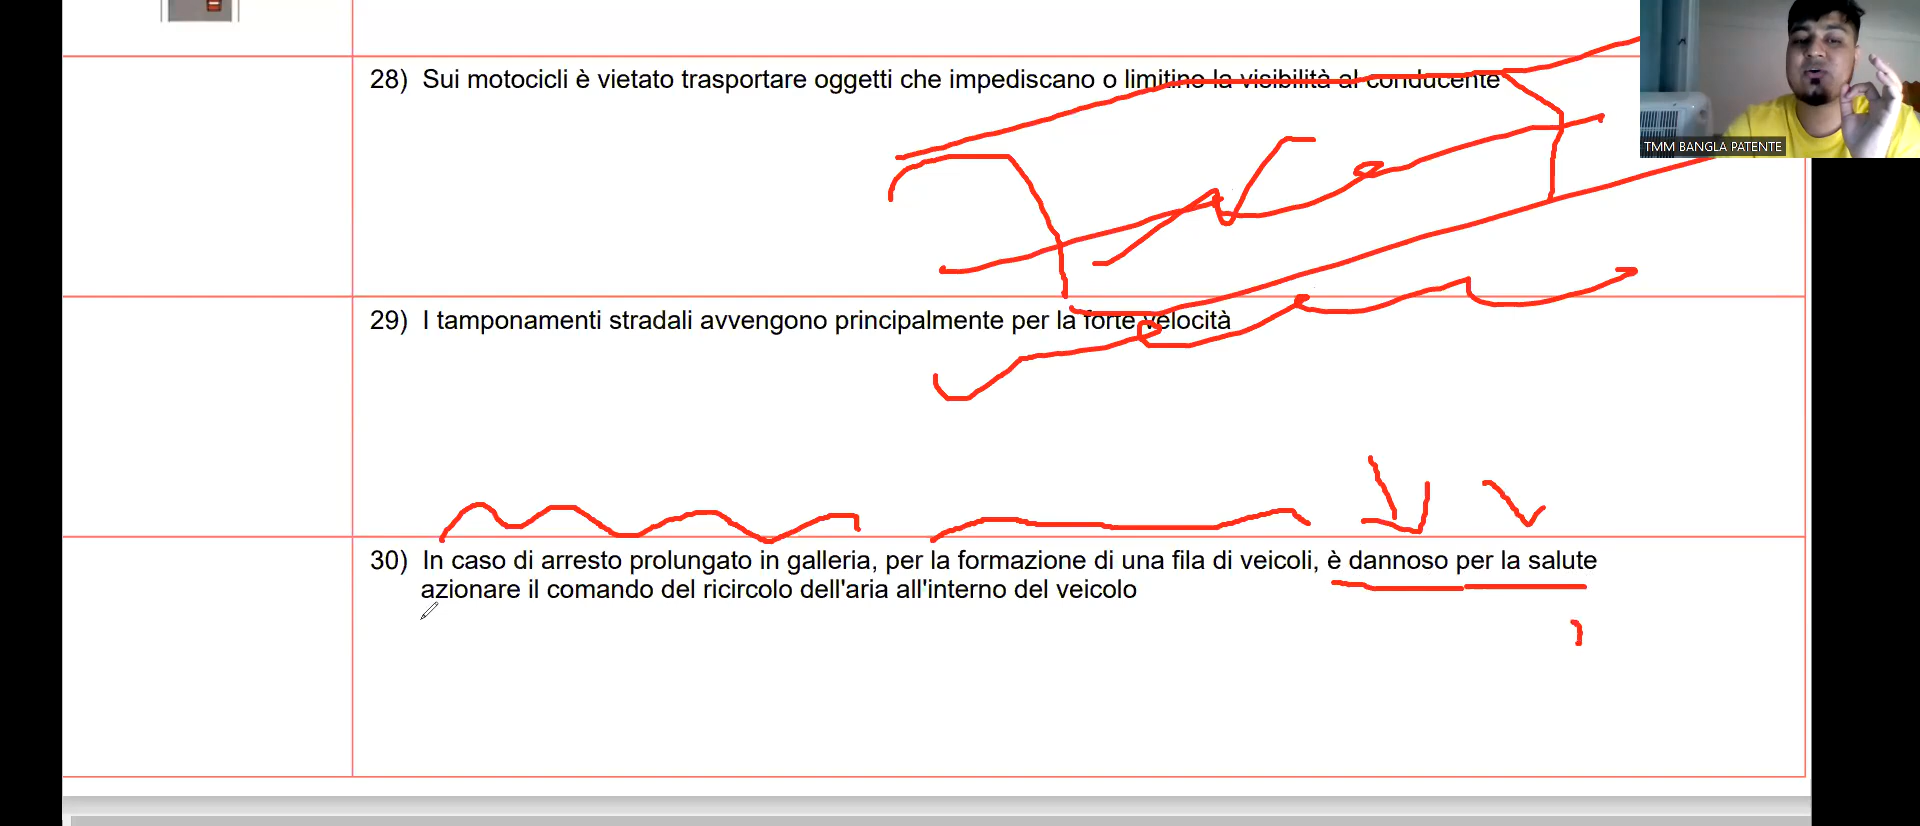 28) Sui motocicli è vietato trasportare oggetti che impediscano o limitino la visibilità al conducente
TMM BANGLA PATENTE
29) I tamponamenti stradali avvengono principalmente per la forte velocità
30) In caso di arresto prolungato in galleria, per la formazione di una fila di veicoli, è dannoso per la salute
azionare il comando del ricircolo dell'aria all'interno del veicolo